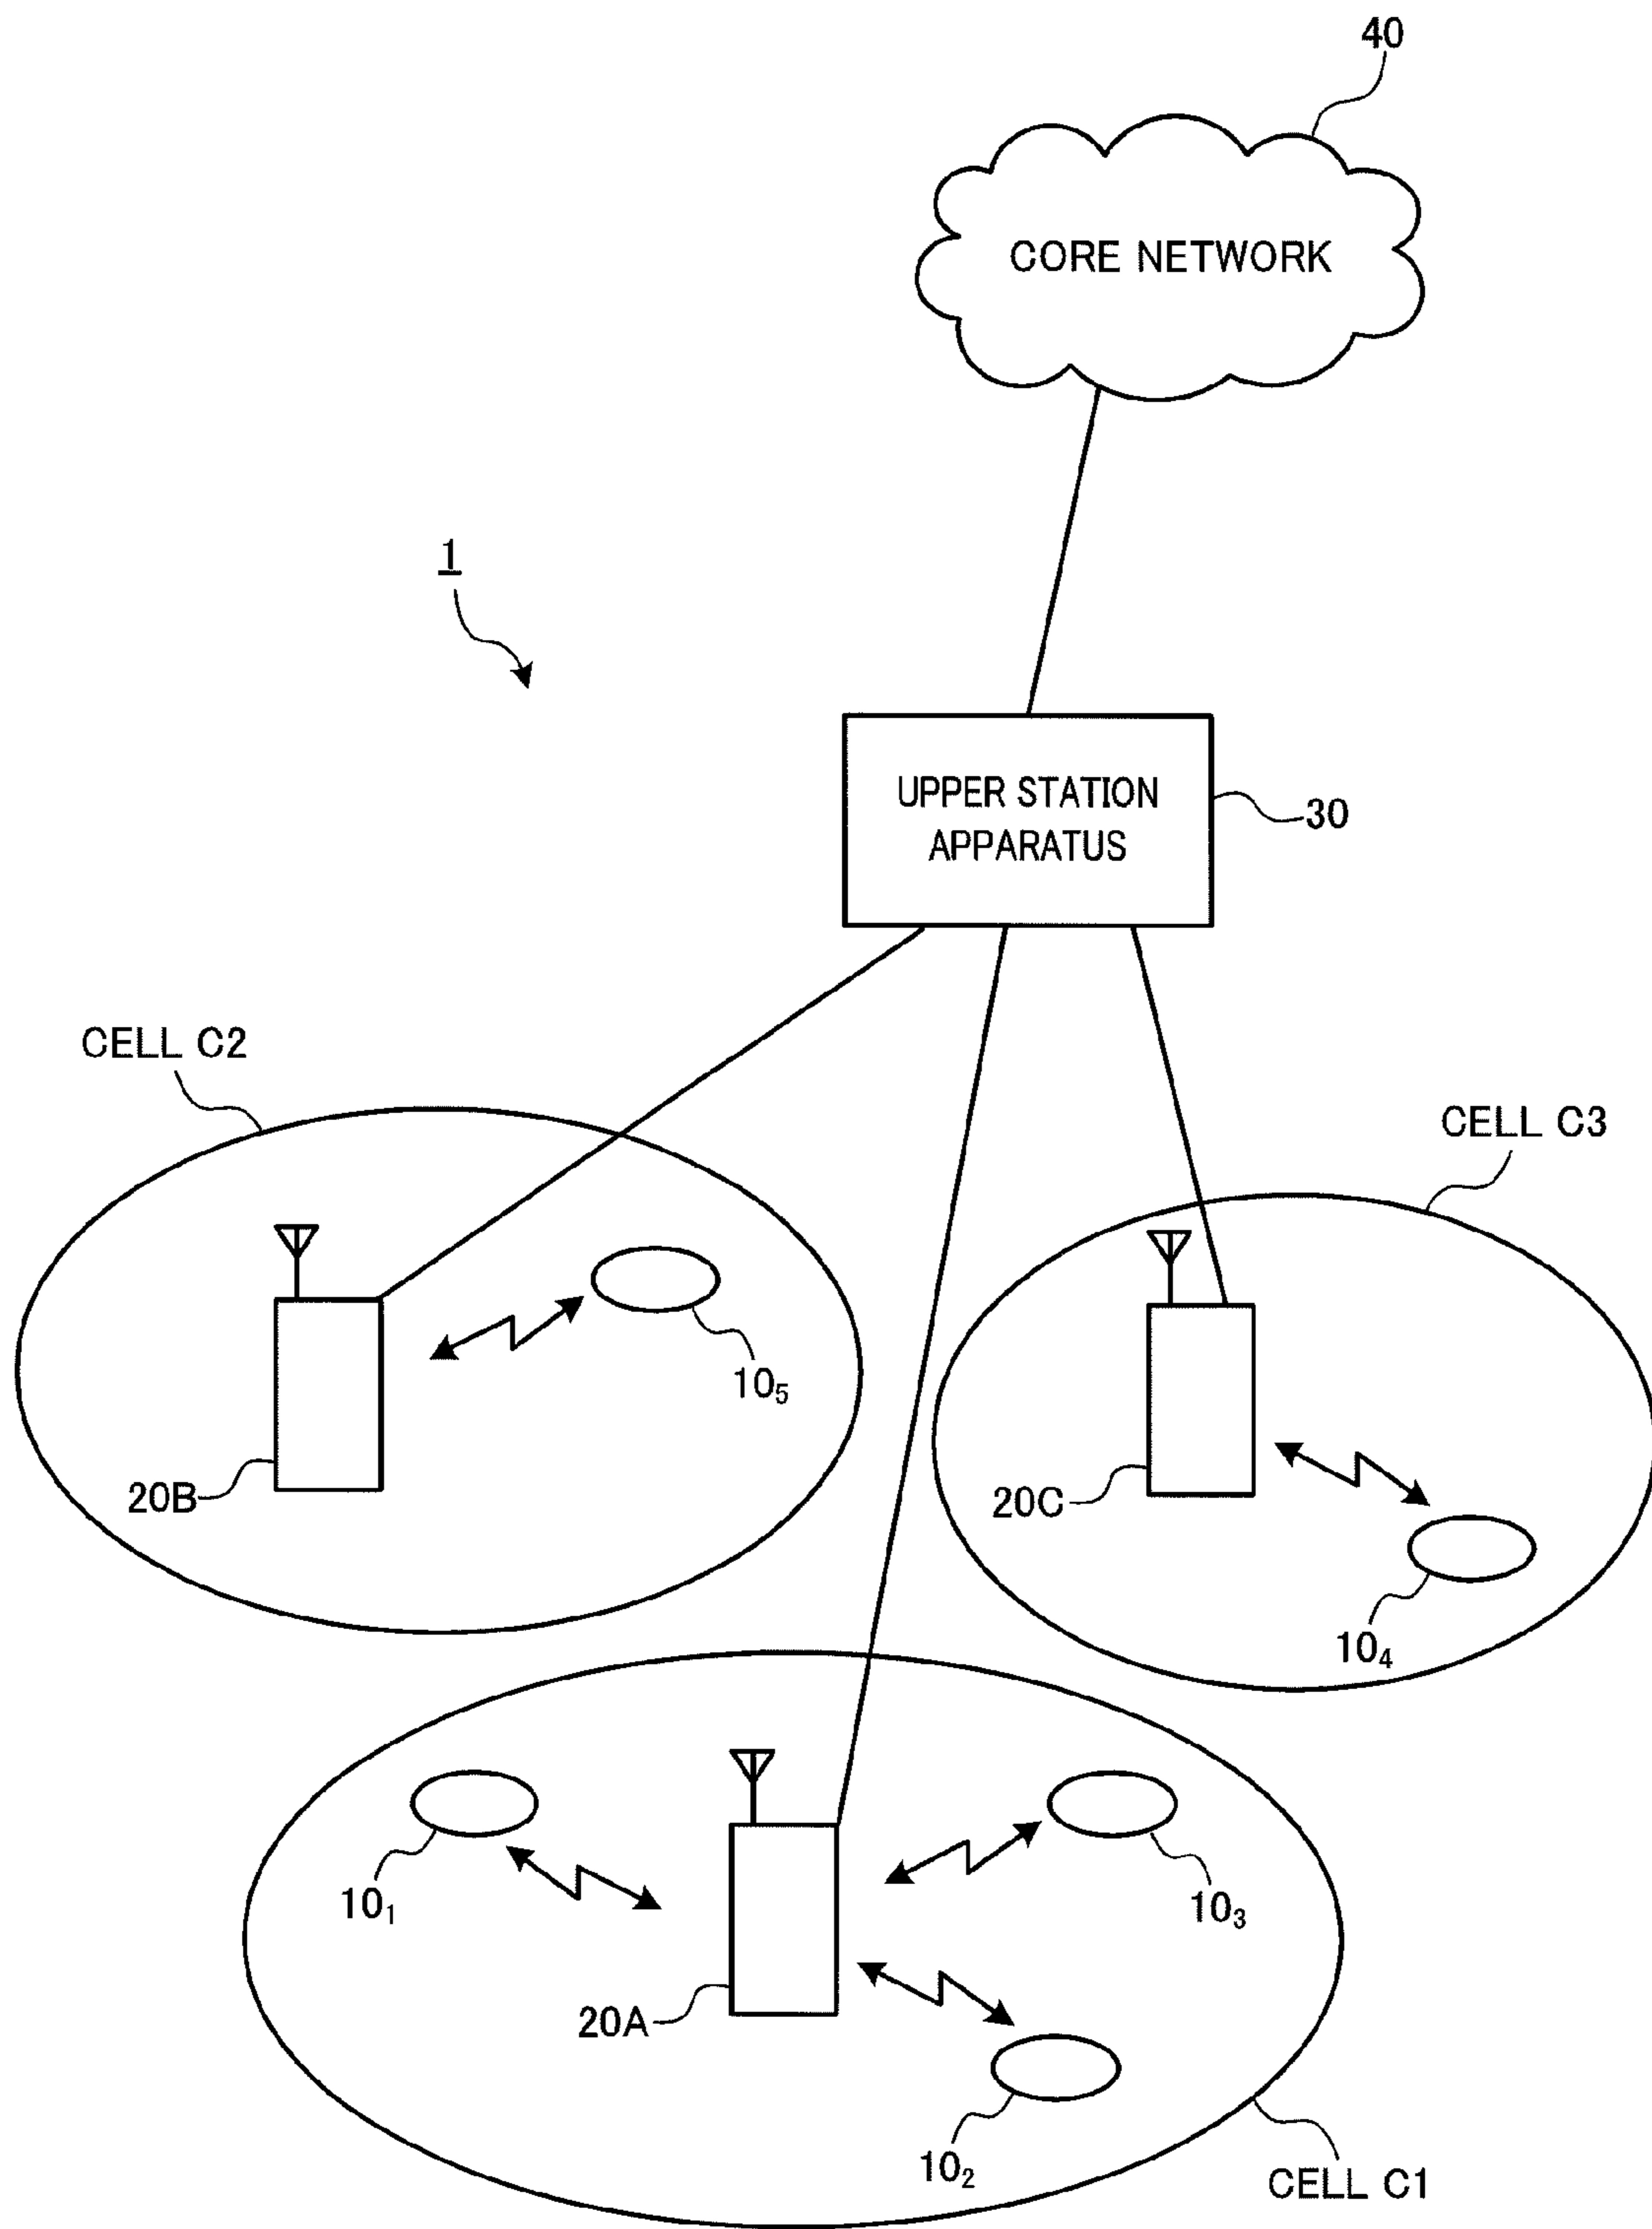 40
CORE NETWORK
1
UPPER STATION
APPARATUS
30
CELL C2
CELL C3
10₅
20B
20C
10₄
10₁
10₃
20A
10₂
CELL C1